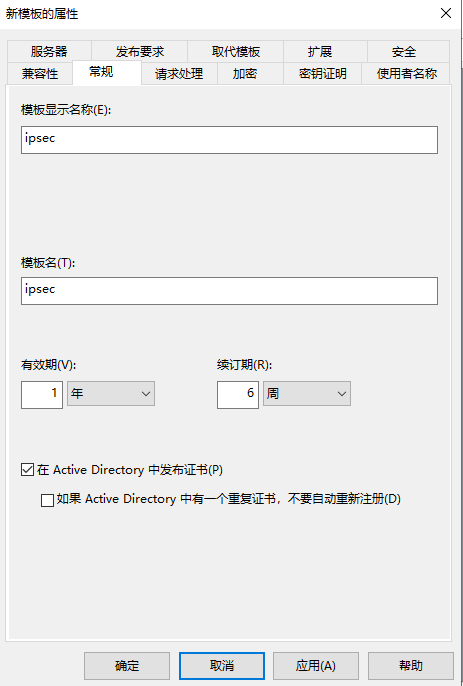 新模板的属性
服务器 发布要求 取代模板 扩展 安全
兼容性 常规 请求处理 加密 密钥证明 使用者名称
模板显示名称(E):
ipsec
模板名(T):
ipsec
有效期(V): 续订期(R):
1 年 6 周
在 Active Directory 中发布证书(P)
如果 Active Directory 中有一个重复证书，不要自动重新注册(D)
确定 取消 应用(A) 帮助